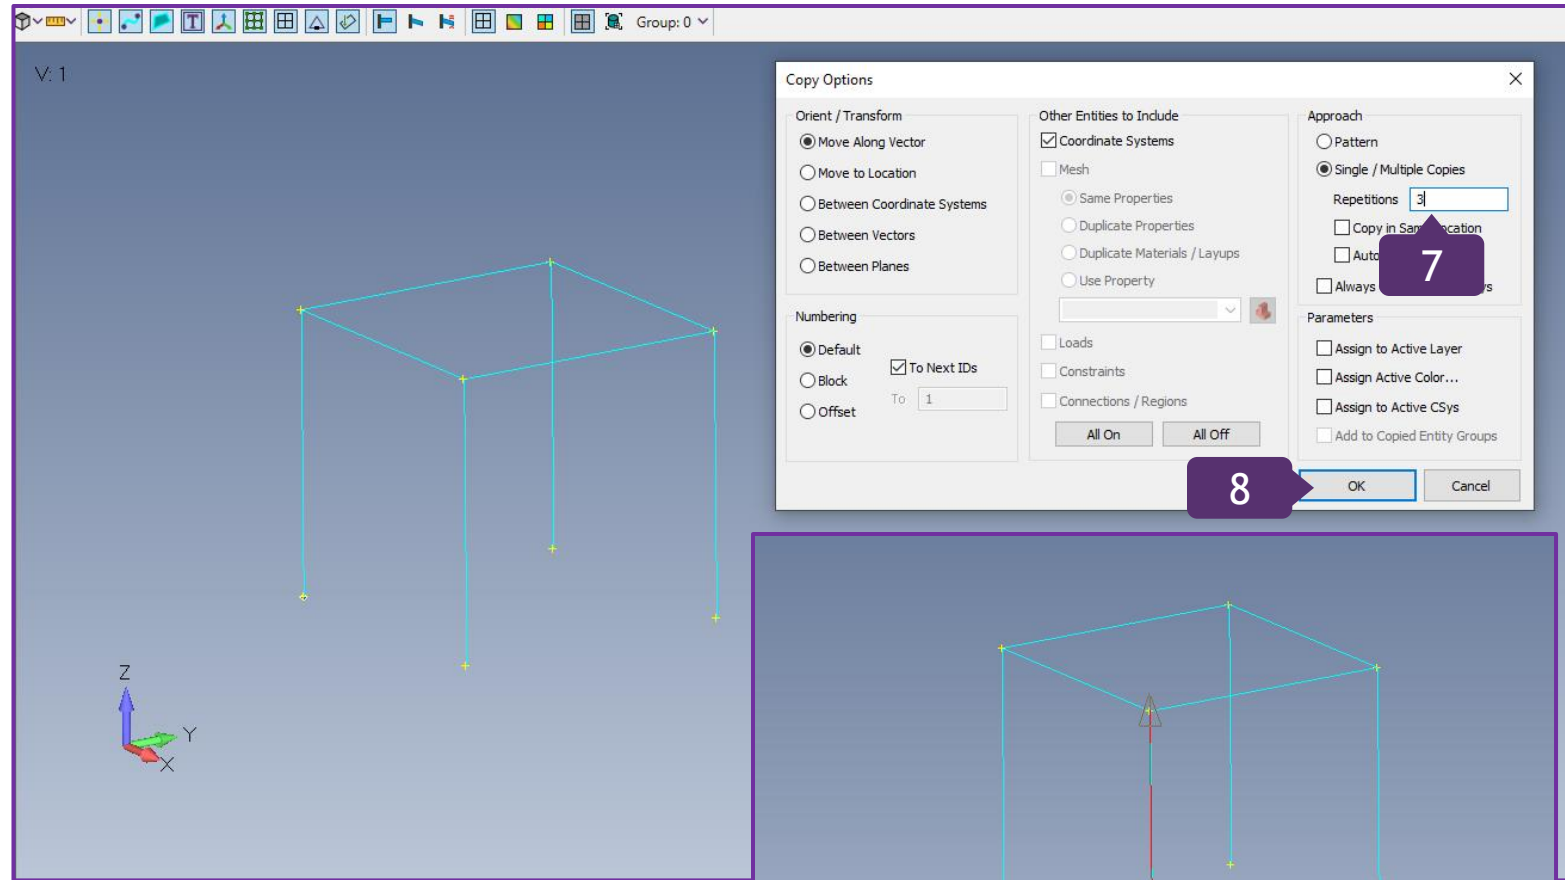 Group: 0
V: 1
Z
Y
X
Copy Options
Orient / Transform
Move Along Vector
Move to Location
Between Coordinate Systems
Between Vectors
Between Planes
Numbering
Default
Block
Offset
To Next IDs
To 1
Other Entities to Include
Coordinate Systems
Mesh
Same Properties
Duplicate Properties
Duplicate Materials / Layups
Use Property
Loads
Constraints
Connections / Regions
All On All Off
Approach
Pattern
Single / Multiple Copies
Repetitions 3
Copy in
7
Always
Parameters
Assign to Active Layer
Assign Active Color...
Assign to Active CSys
Add to Copied Entity Groups
8
OK Cancel